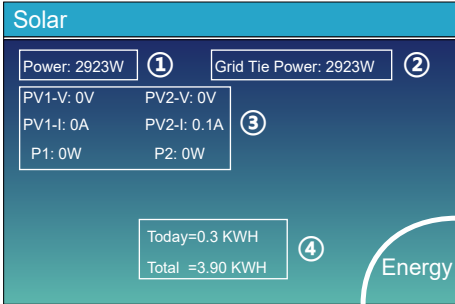 Solar
Power: 2923W ① Grid Tie Power: 2923W ②
PV1-V: 0V PV2-V: 0V
PV1-I: 0A PV2-I: 0.1A ③
P1: 0W P2: 0W
Today=0.3 KWH
Total =3.90 KWH ④
Energy